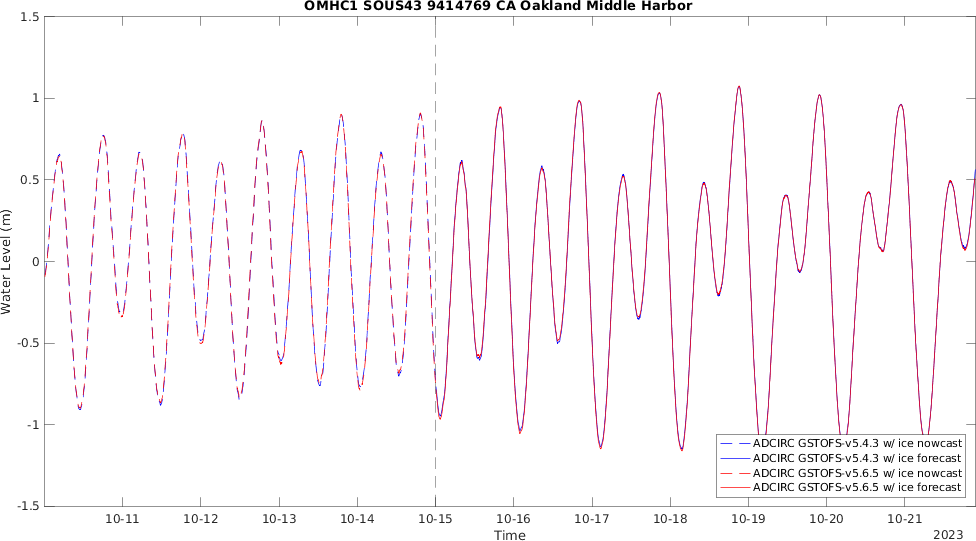 OMHC1 SOUS43 9414769 CA Oakland Middle Harbor
Water Level (m)
1.5
1
0.5
0
-0.5
-1
-1.5
10-11 10-12 10-13 10-14 10-15 10-16 10-17 10-18 10-19 10-20 10-21
Time
2023
ADCIRC GSTOFS-v5.4.3 w/ ice nowcast
ADCIRC GSTOFS-v5.4.3 w/ ice forecast
ADCIRC GSTOFS-v5.6.5 w/ ice nowcast
ADCIRC GSTOFS-v5.6.5 w/ ice forecast